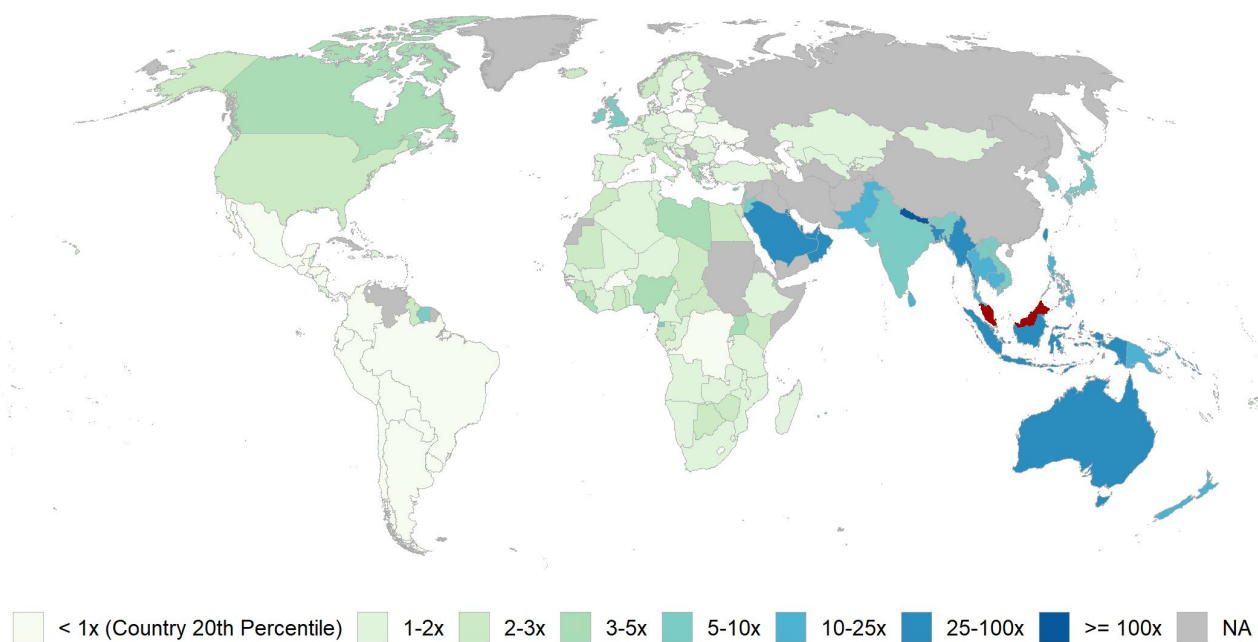 < 1x (Country 20th Percentile) 1-2x 2-3x 3-5x 5-10x 10-25x 25-100x >= 100x NA